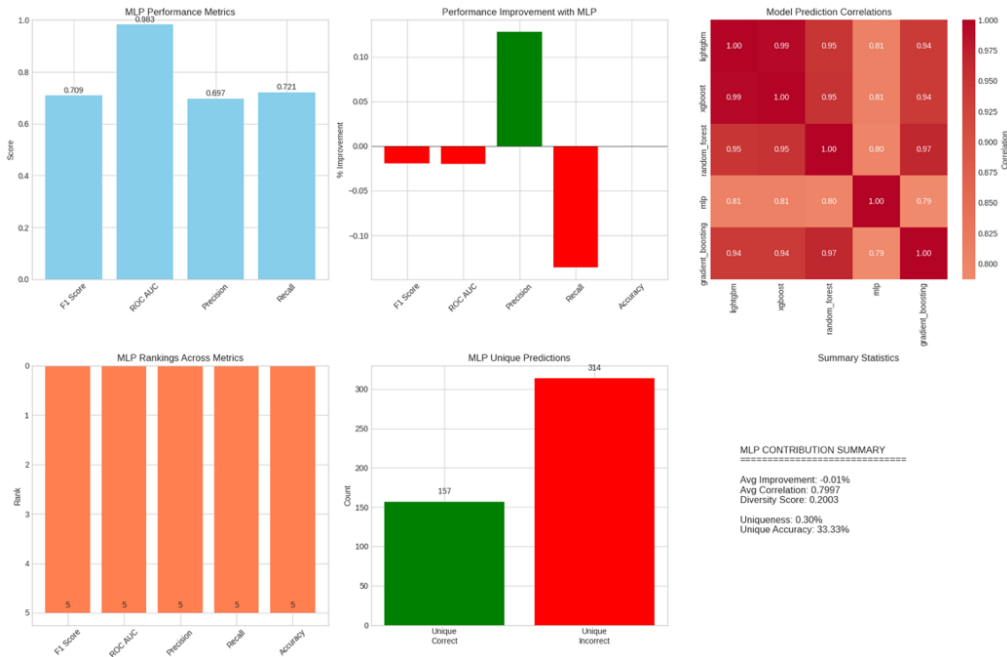 MLP Performance Metrics
Score
1.0
0.8
0.6
0.4
0.2
0.0
0.709
0.983
0.697
0.721
F1 Score
ROC AUC
Precision
Recall
Performance Improvement with MLP
% Improvement
0.10
0.05
0.00
−0.05
−0.10
F1 Score
ROC AUC
Precision
Recall
Accuracy
Model Prediction Correlations
lightgbm
xgboost
random_forest
mlp
gradient_boosting
1.00 0.99 0.95 0.81 0.94
0.99 1.00 0.95 0.81 0.94
0.95 0.95 1.00 0.80 0.97
0.81 0.81 0.80 1.00 0.79
0.94 0.94 0.97 0.79 1.00
lightgbm
xgboost
random_forest
mlp
gradient_boosting
1.000
0.975
0.950
0.925
0.900
0.875
0.850
0.825
0.800
Correlation
MLP Rankings Across Metrics
Rank
0
1
2
3
4
5
5 5 5 5 5
F1 Score
ROC AUC
Precision
Recall
Accuracy
MLP Unique Predictions
Count
300
250
200
150
100
50
0
157
314
Unique
Correct
Unique
Incorrect
Summary Statistics
MLP CONTRIBUTION SUMMARY
==============================
Avg Improvement: -0.01%
Avg Correlation: 0.7997
Diversity Score: 0.2003
Uniqueness: 0.30%
Unique Accuracy: 33.33%